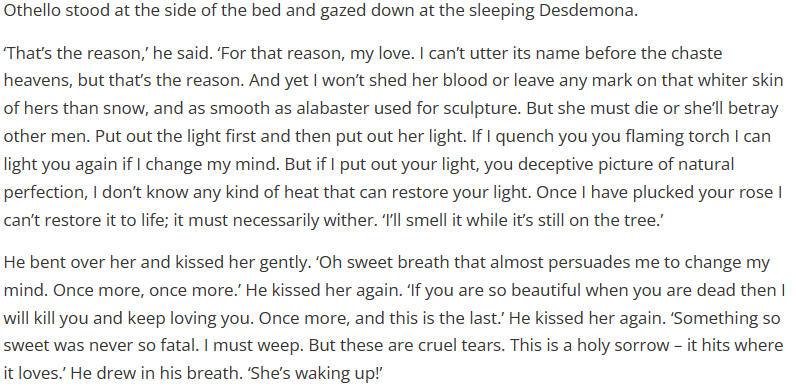 Othello stood at the side of the bed and gazed down at the sleeping Desdemona.
‘That’s the reason,’ he said. ‘For that reason, my love. I can’t utter its name before the chaste
heavens, but that’s the reason. And yet I won’t shed her blood or leave any mark on that whiter skin
of hers than snow, and as smooth as alabaster used for sculpture. But she must die or she’ll betray
other men. Put out the light first and then put out her light. If I quench you you flaming torch I can
light you again if I change my mind. But if I put out your light, you deceptive picture of natural
perfection, I don’t know any kind of heat that can restore your light. Once I have plucked your rose I
can’t restore it to life; it must necessarily wither. ‘I’ll smell it while it’s still on the tree.’
He bent over her and kissed her gently. ‘Oh sweet breath that almost persuades me to change my
mind. Once more, once more.’ He kissed her again. ‘If you are so beautiful when you are dead then I
will kill you and keep loving you. Once more, and this is the last.’ He kissed her again. ‘Something so
sweet was never so fatal. I must weep. But these are cruel tears. This is a holy sorrow – it hits where
it loves.’ He drew in his breath. ‘She’s waking up!’